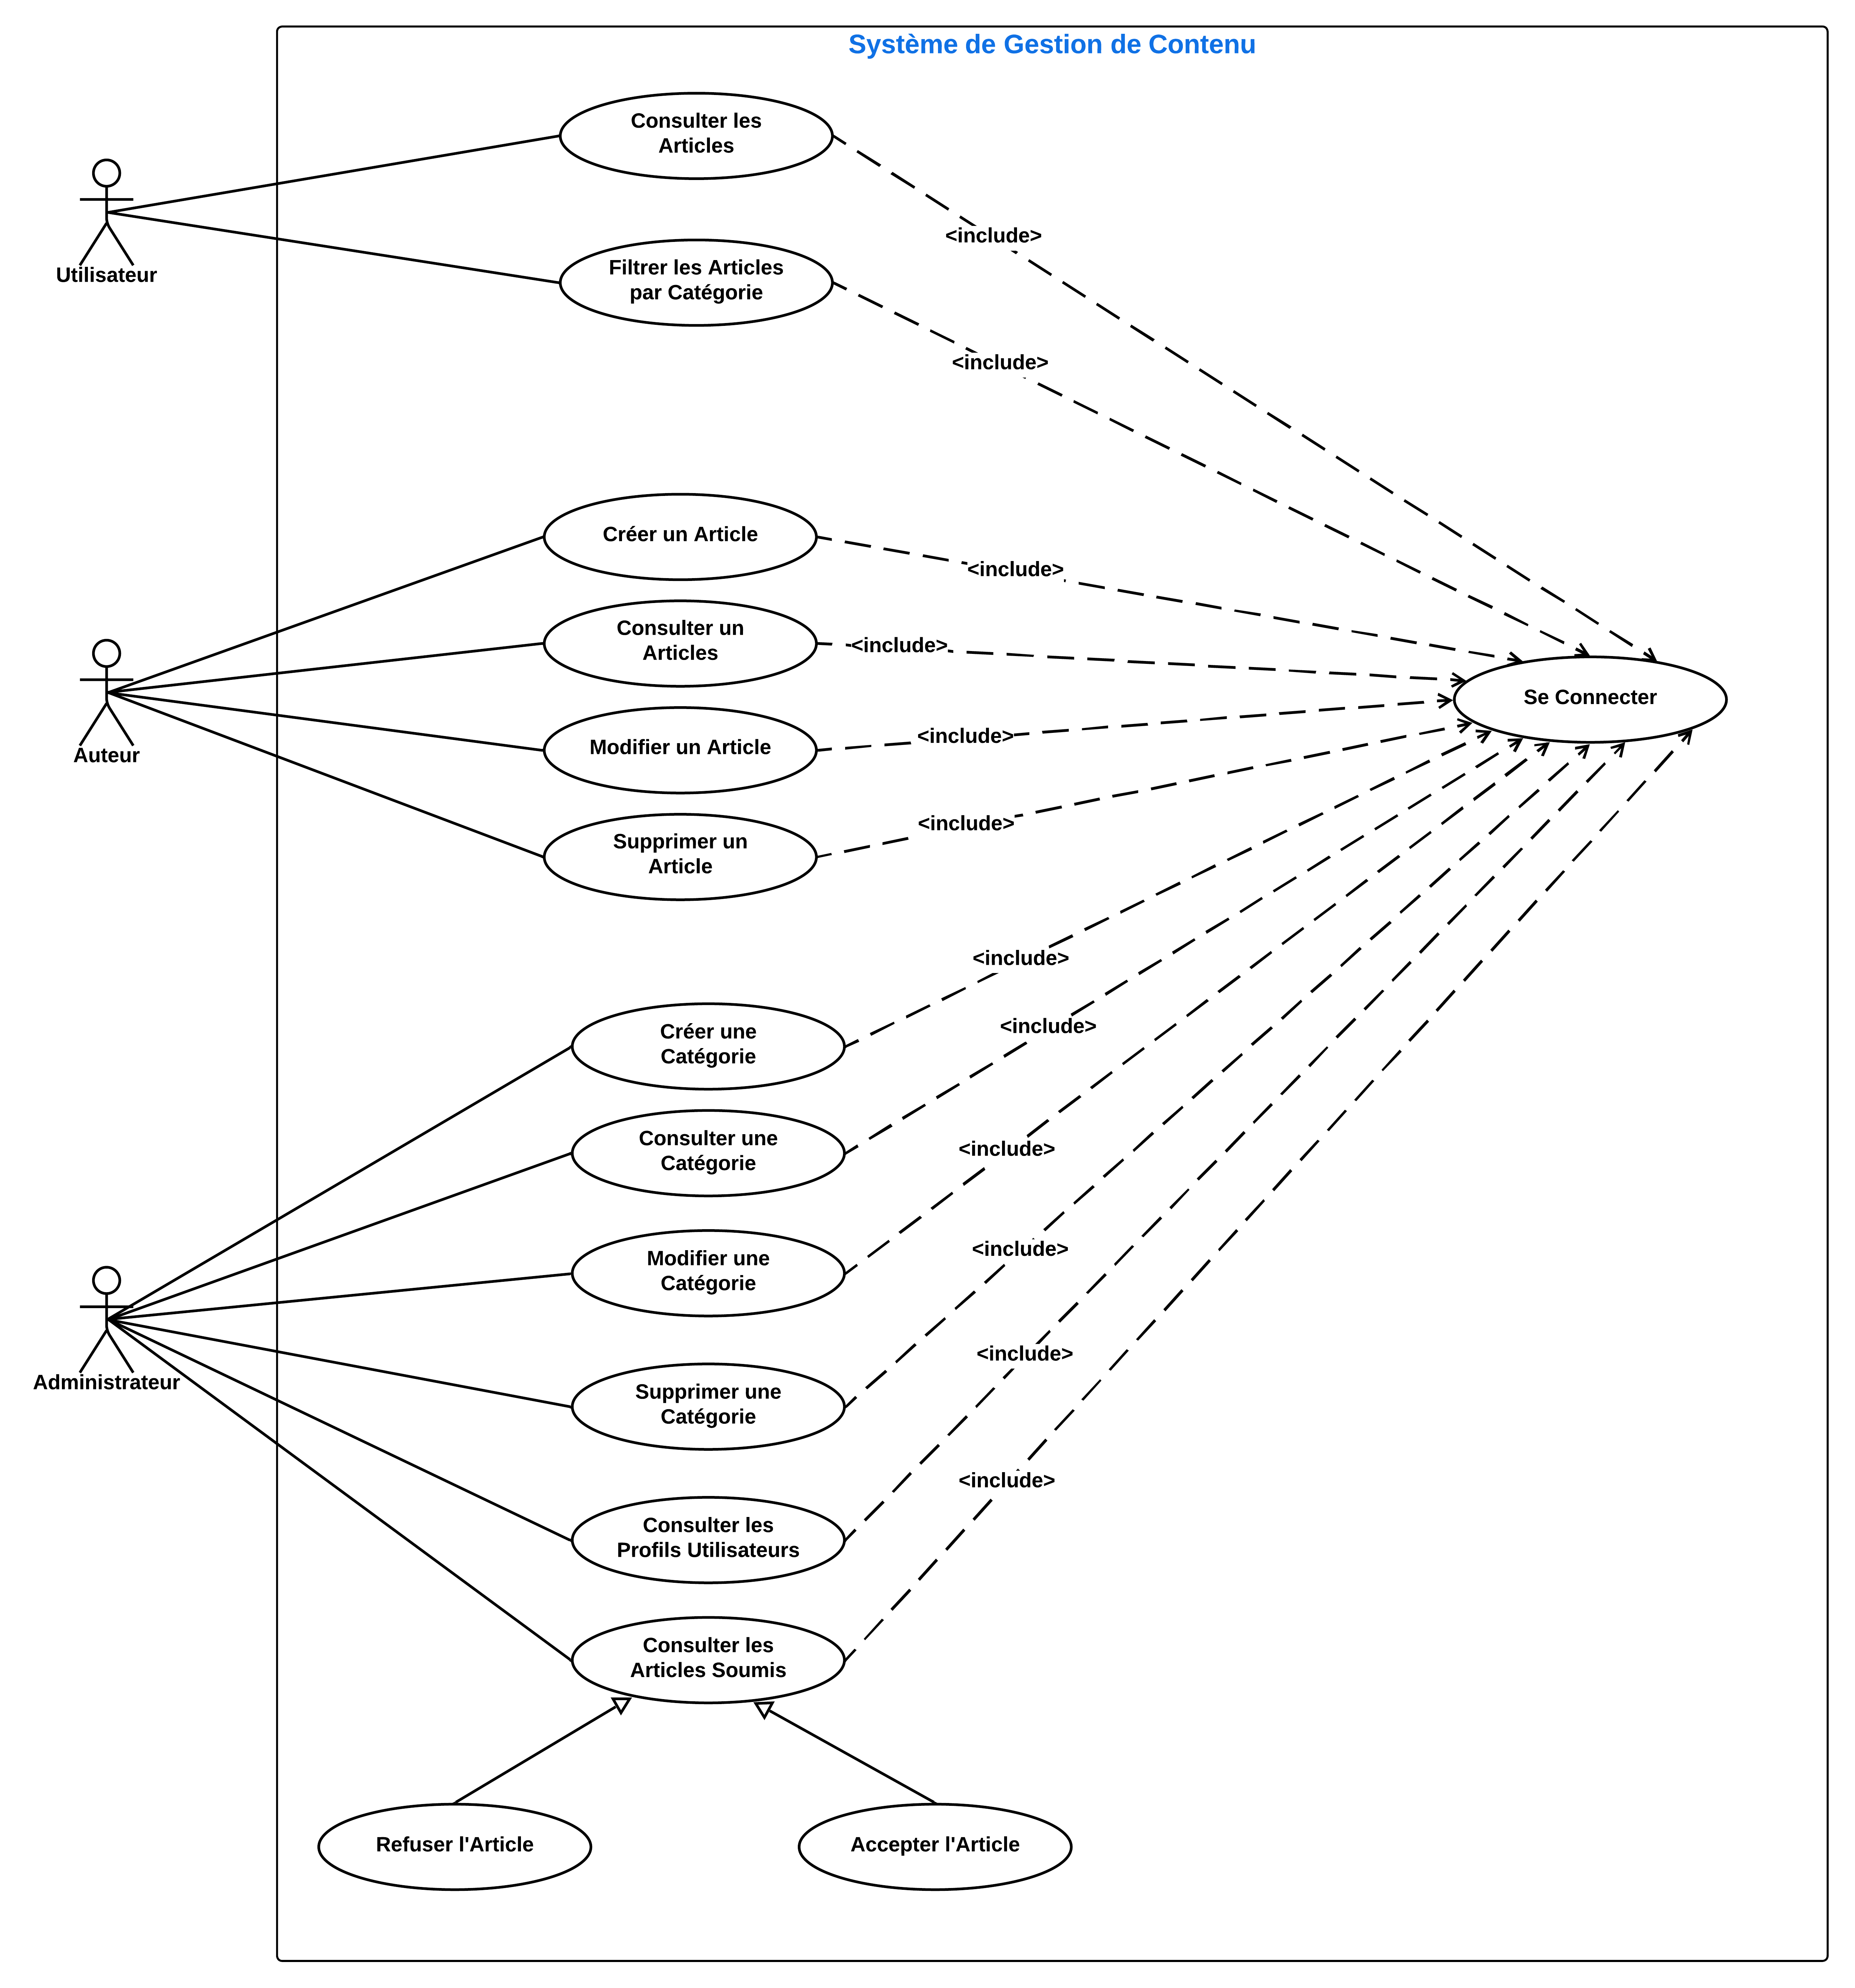 Système de Gestion de Contenu
Consulter les
Articles
<include>
Utilisateur
Filtrer les Articles
par Catégorie
<include>
Créer un Article
<include>
Consulter un
Articles
<include>
Se Connecter
Modifier un Article
<include>
Auteur
Supprimer un
Article
<include>
<include>
Créer une
Catégorie
<include>
Consulter une
Catégorie
<include>
Modifier une
Catégorie
<include>
Administrateur
Supprimer une
Catégorie
<include>
Consulter les
Profils Utilisateurs
<include>
Consulter les
Articles Soumis
Refuser l'Article
Accepter l'Article